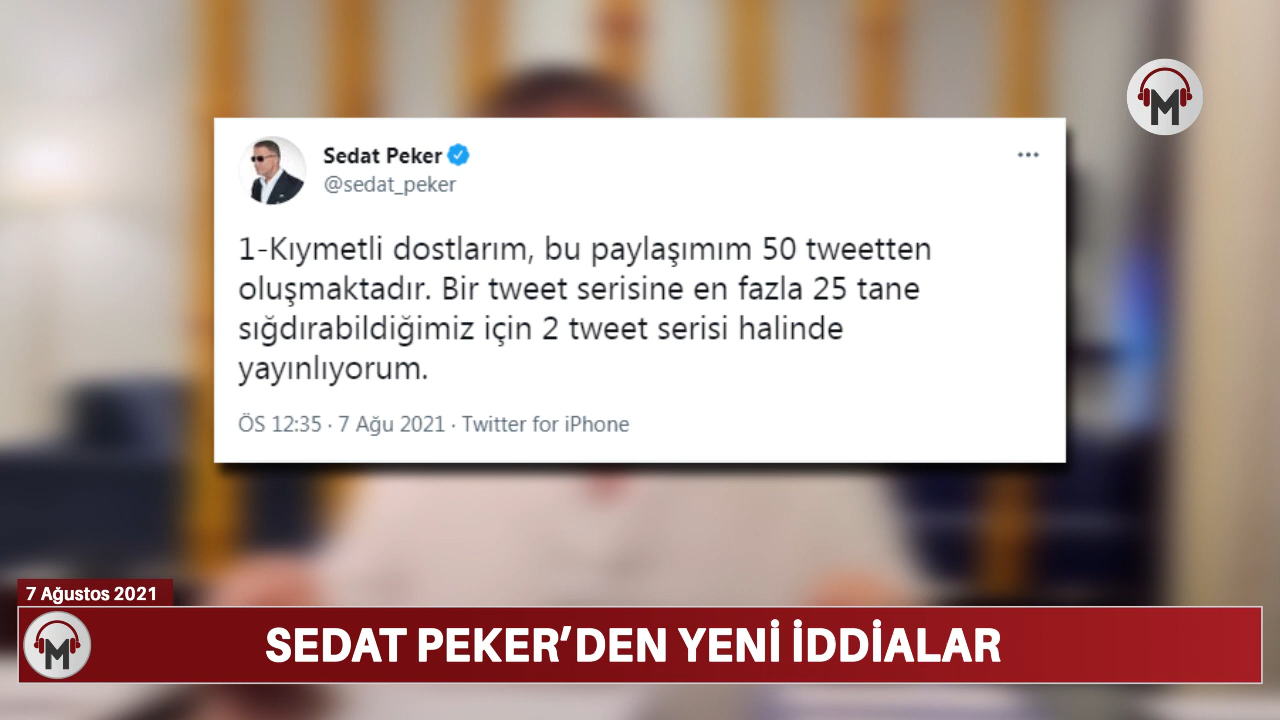 M
Sedat Peker
@sedat_peker
1-Kıymetli dostlarım, bu paylaşımım 50 tweetten
oluşmaktadır. Bir tweet serisine en fazla 25 tane
sığdırabildiğimiz için 2 tweet serisi halinde
yayınlıyorum.
ÖS 12:35 · 7 Ağu 2021 · Twitter for iPhone
7 Ağustos 2021
M
SEDAT PEKER’DEN YENİ İDDİALAR